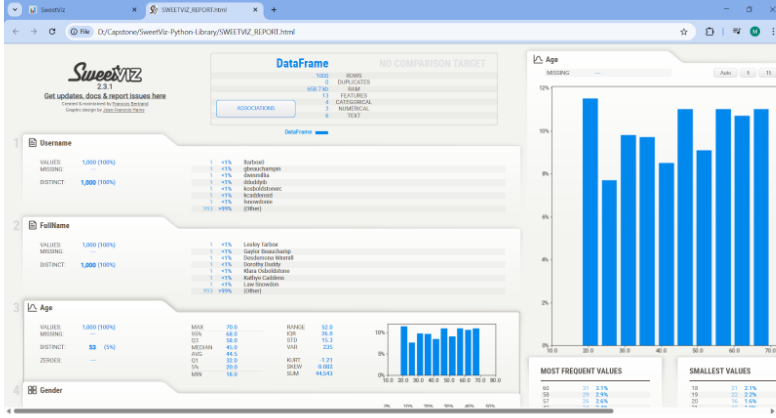 SweetViz
SWEETVIZ_REPORT.html
File
D:/Capstone/SweetViz-Python-Library/SWEETVIZ_REPORT.html
SweetVIZ
2.3.1
Get updates, docs & report issues here
Created & maintained by Francois Bertrand
Graphic design by Jean-Francois Hains
DataFrame
NO COMPARISON TARGET
1000 ROWS
0 DUPLICATES
RAM
13 FEATURES
4 CATEGORICAL
3 NUMERICAL
6 TEXT
ASSOCIATIONS
DataFrame
1
Username
VALUES: 1,000 (100%)
MISSING: ---
DISTINCT: 1,000 (100%)
1 <1% ltarbox0
1 <1% gbeauchampm
1 <1%
1 <1%
1 <1%
1 <1%
1 <1%
993 >99% (Other)
2
FullName
VALUES: 1,000 (100%)
MISSING: ---
DISTINCT: 1,000 (100%)
1 <1% Lesley Tarbox
1 <1% Gaylor Beauchamp
1 <1% Desdemona Winmill
1 <1% Dorothy Duddy
1 <1% Klara Osboldstone
1 <1% Kathye Caddens
1 <1% Law Snowdon
993 >99% (Other)
3
Age
VALUES: 1,000 (100%)
MISSING: ---
DISTINCT: 53 (5%)
ZEROES: ---
MAX 70.0
95% 68.0
Q3 58.0
MEDIAN 45.0
AVG 44.5
Q1 32.0
5% 20.0
MIN 18.0
RANGE 52.0
IQR 26.0
STD 15.3
VAR 235
KURT. -1.21
SKEW
SUM 44,543
10%
5%
0%
10.0 20.0 30.0 40.0 50.0 60.0 70.0 80.0
4
Gender
0% 10% 20% 30% 40% 50%
Age
MISSING: ---
Auto 5 15
12%
10%
8%
6%
4%
2%
0%
10.0 20.0 30.0 40.0 50.0 60.0 70.0
MOST FREQUENT VALUES
60 31 3.1%
58 29 2.9%
57 26 2.6%
SMALLEST VALUES
18 21 2.1%
19 22 2.2%
20 16 1.6%